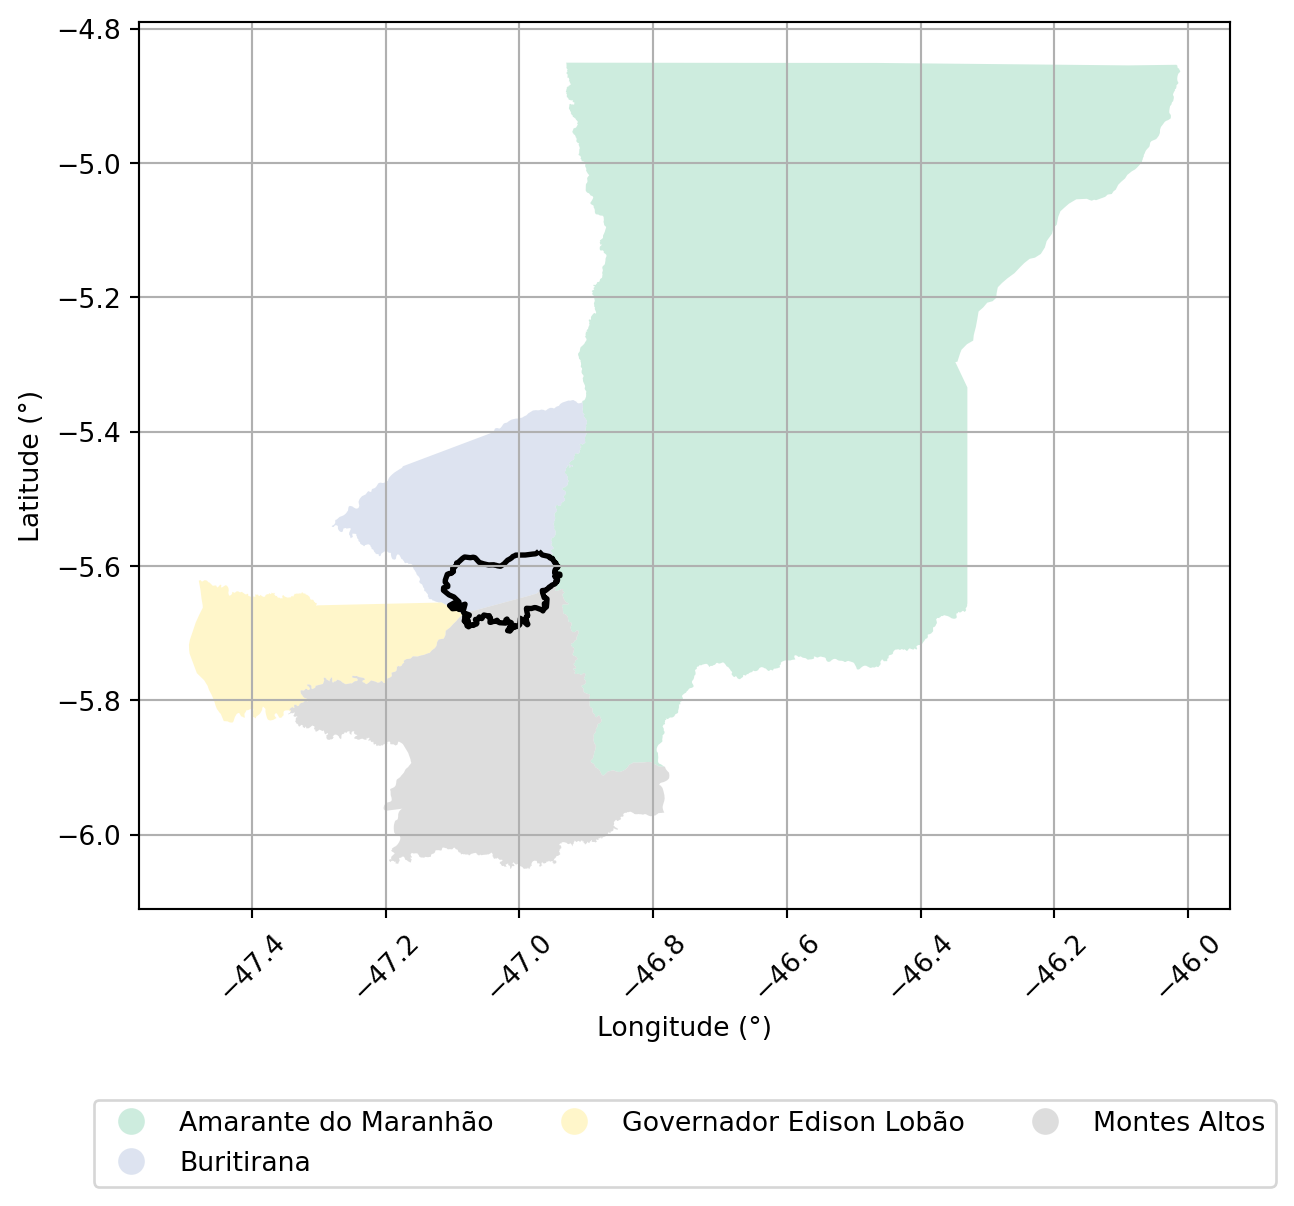 −4.8
−5.0
−5.2
−5.4
−5.6
−5.8
−6.0
Latitude (°)
−47.4 −47.2 −47.0 −46.8 −46.6 −46.4 −46.2 −46.0
Longitude (°)
Amarante do Maranhão Governador Edison Lobão Montes Altos
Buritirana